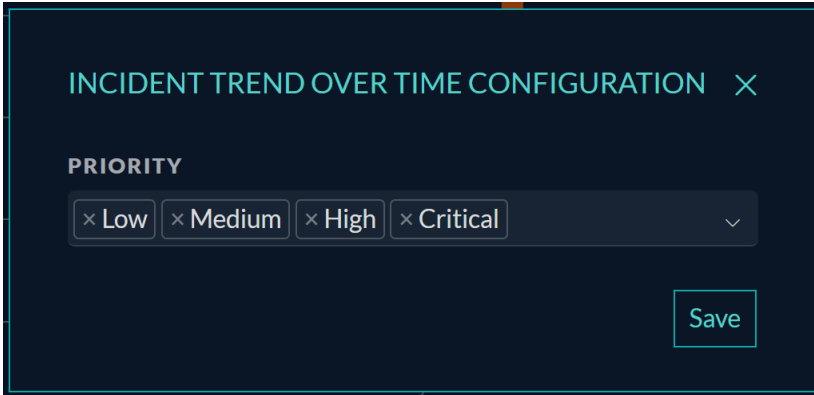 INCIDENT TREND OVER TIME CONFIGURATION
PRIORITY
× Low × Medium × High × Critical
Save